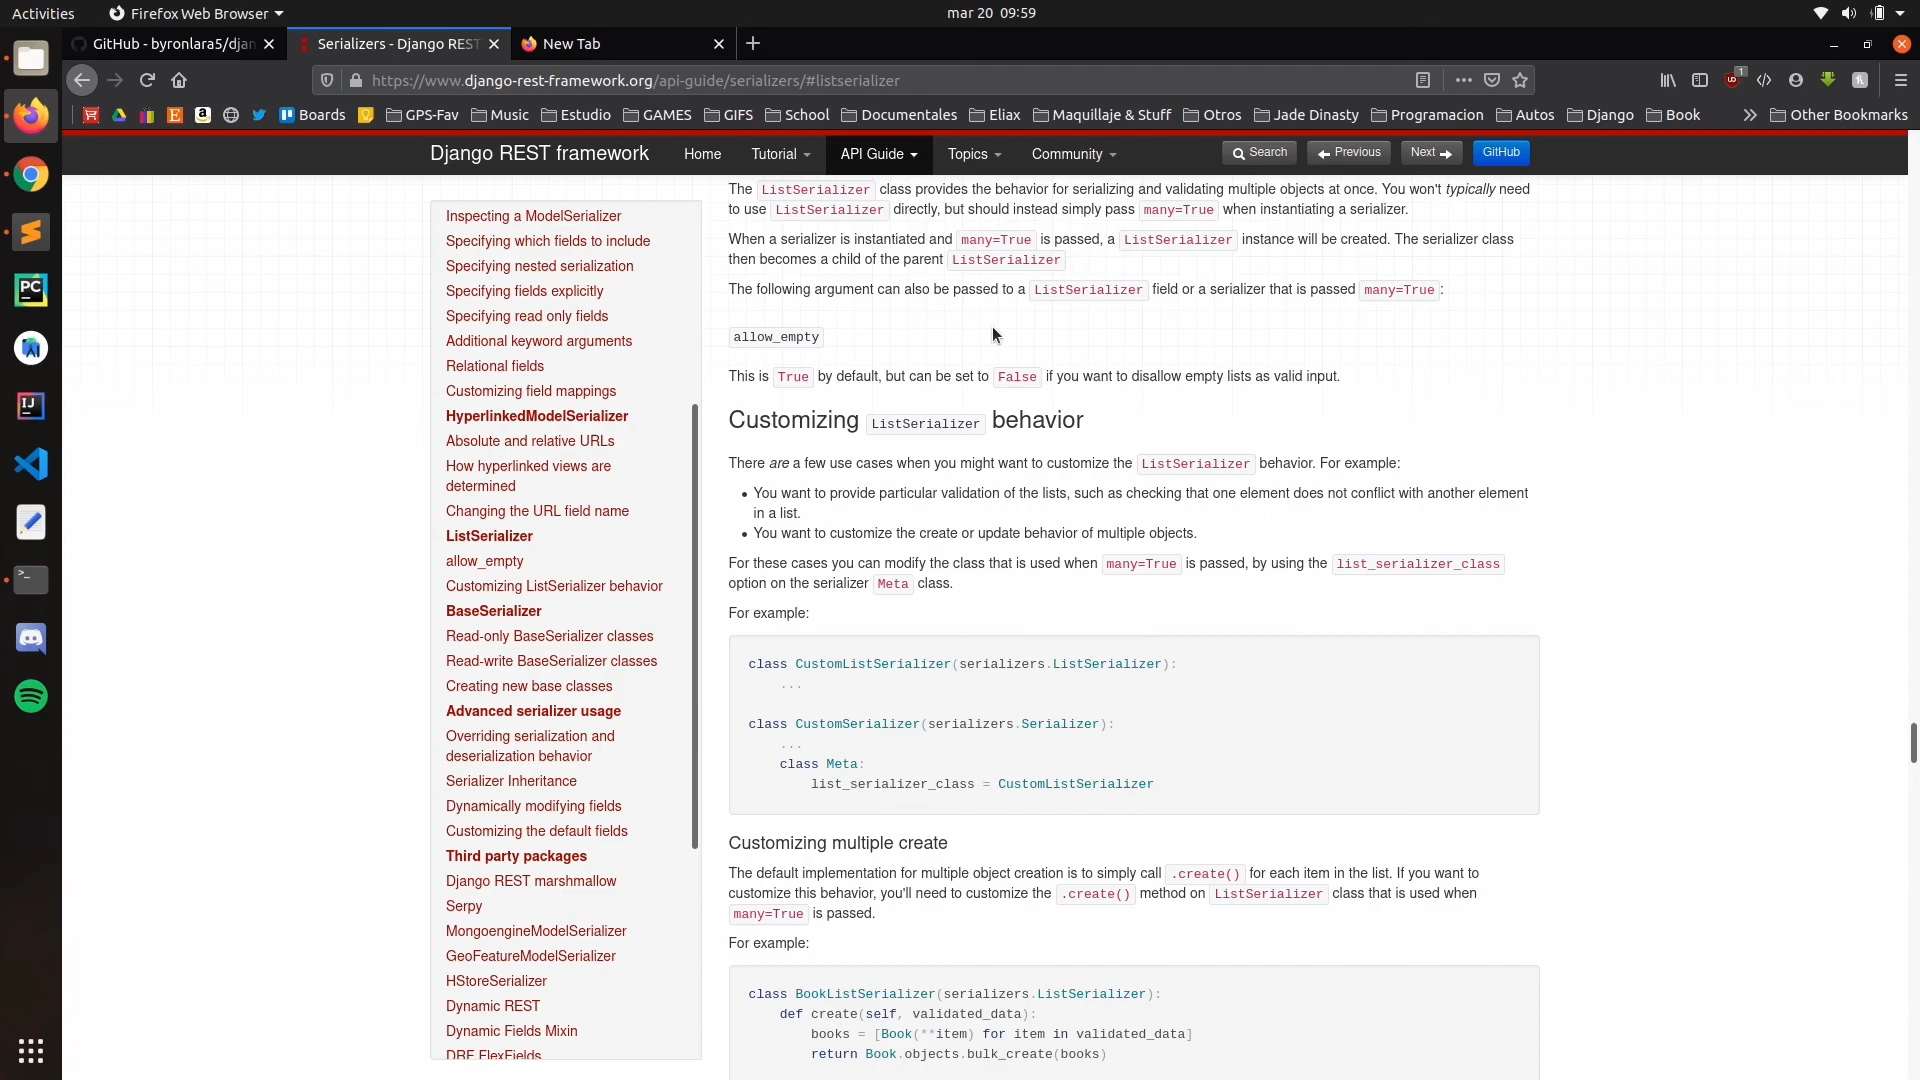 Activities
Firefox Web Browser
mar 20 09:59
GitHub - byronlara5/djan
Serializers - Django REST
New Tab
https://www.django-rest-framework.org/api-guide/serializers/#listserializer
1
Boards
GPS-Fav
Music
Estudio
GAMES
GIFS
School
Documentales
Eliax
Maquillaje & Stuff
Otros
Jade Dinasty
Programacion
Autos
Django
Book
Other Bookmarks
Django REST framework
Home
Tutorial
API Guide
Topics
Community
Search
Previous
Next
GitHub
Inspecting a ModelSerializer
Specifying which fields to include
Specifying nested serialization
Specifying fields explicitly
Specifying read only fields
Additional keyword arguments
Relational fields
Customizing field mappings
HyperlinkedModelSerializer
Absolute and relative URLs
How hyperlinked views are
determined
Changing the URL field name
ListSerializer
allow_empty
Customizing ListSerializer behavior
BaseSerializer
Read-only BaseSerializer classes
Read-write BaseSerializer classes
Creating new base classes
Advanced serializer usage
Overriding serialization and
deserialization behavior
Serializer Inheritance
Dynamically modifying fields
Customizing the default fields
Third party packages
Django REST marshmallow
Serpy
MongoengineModelSerializer
GeoFeatureModelSerializer
HStoreSerializer
Dynamic REST
Dynamic Fields Mixin
DRF FlexFields
The ListSerializer class provides the behavior for serializing and validating multiple objects at once. You won't typically need
to use ListSerializer directly, but should instead simply pass many=True when instantiating a serializer.
When a serializer is instantiated and many=True is passed, a ListSerializer instance will be created. The serializer class
then becomes a child of the parent ListSerializer
The following argument can also be passed to a ListSerializer field or a serializer that is passed many=True:
allow_empty
This is True by default, but can be set to False if you want to disallow empty lists as valid input.
Customizing ListSerializer behavior
There are a few use cases when you might want to customize the ListSerializer behavior. For example:
• You want to provide particular validation of the lists, such as checking that one element does not conflict with another element
in a list.
• You want to customize the create or update behavior of multiple objects.
For these cases you can modify the class that is used when many=True is passed, by using the list_serializer_class
option on the serializer Meta class.
For example:
class CustomListSerializer(serializers.ListSerializer):
...
class CustomSerializer(serializers.Serializer):
...
class Meta:
list_serializer_class = CustomListSerializer
Customizing multiple create
The default implementation for multiple object creation is to simply call .create() for each item in the list. If you want to
customize this behavior, you'll need to customize the .create() method on ListSerializer class that is used when
many=True is passed.
For example:
class BookListSerializer(serializers.ListSerializer):
def create(self, validated_data):
books = [Book(**item) for item in validated_data]
return Book.objects.bulk_create(books)